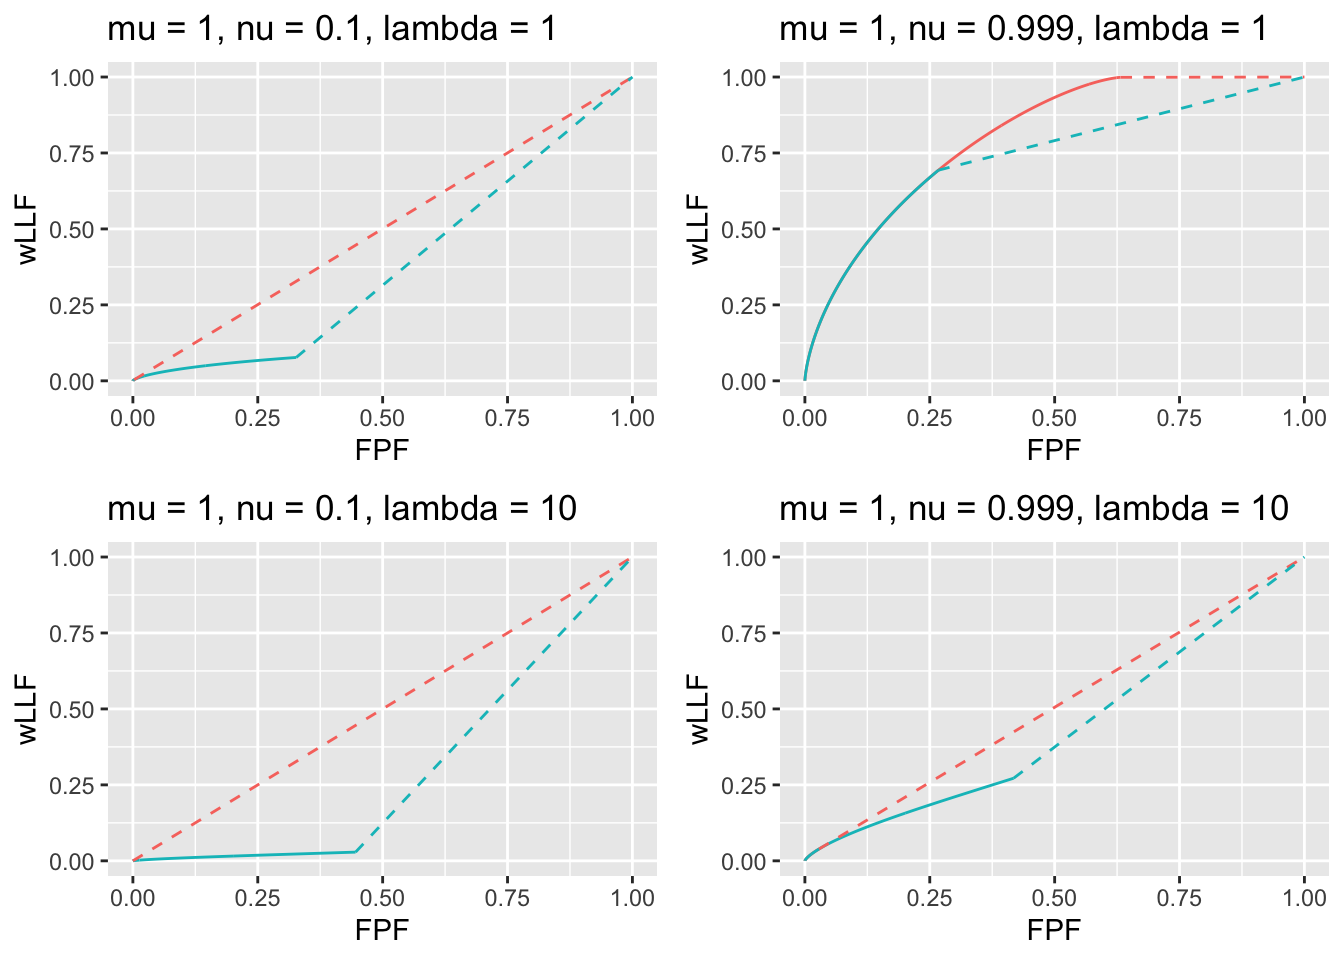 mu = 1, nu = 0.1, lambda = 1
1.00
0.75
0.50
0.25
0.00
wLLF
0.00 0.25 0.50 0.75 1.00
FPF
mu = 1, nu = 0.999, lambda = 1
1.00
0.75
0.50
0.25
0.00
wLLF
0.00 0.25 0.50 0.75 1.00
FPF
mu = 1, nu = 0.1, lambda = 10
1.00
0.75
0.50
0.25
0.00
wLLF
0.00 0.25 0.50 0.75 1.00
FPF
mu = 1, nu = 0.999, lambda = 10
1.00
0.75
0.50
0.25
0.00
wLLF
0.00 0.25 0.50 0.75 1.00
FPF